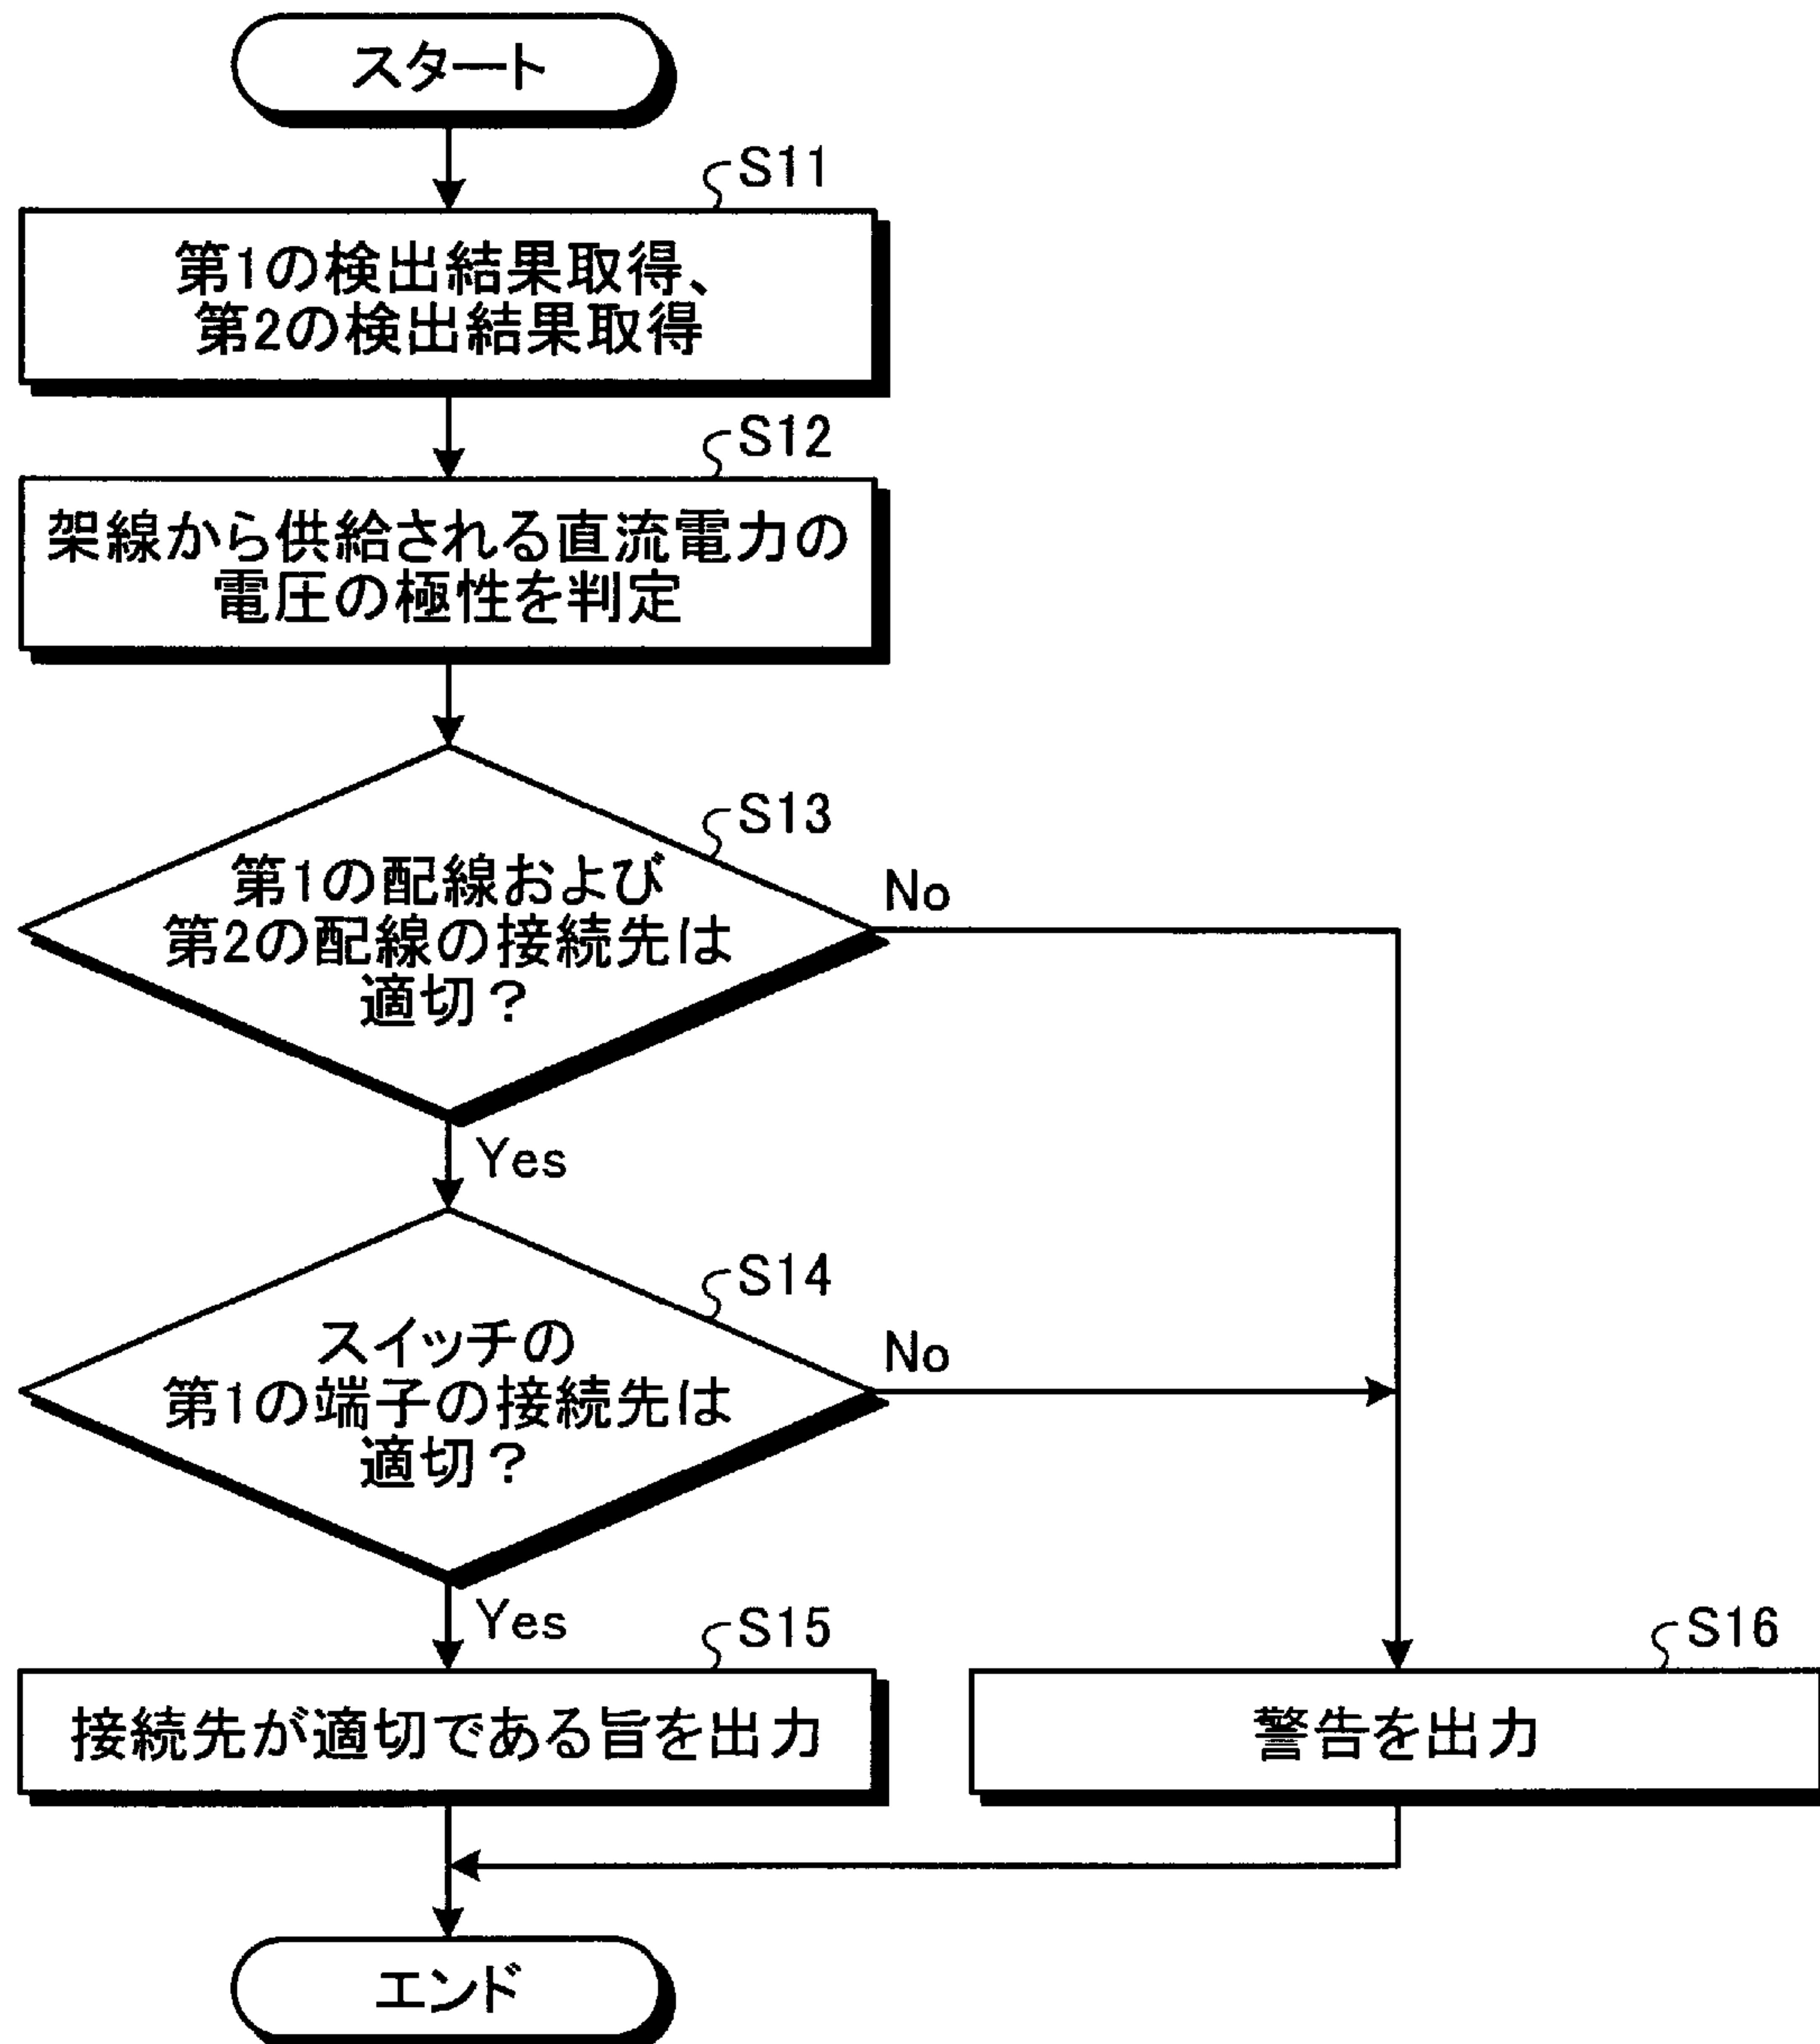 スタート
S11
第1の検出結果取得、
第2の検出結果取得
S12
架線から供給される直流電力の
電圧の極性を判定
S13
第1の配線および
第2の配線の接続先は
適切？
No
Yes
S14
スイッチの
第1の端子の接続先は
適切？
No
Yes
S15
接続先が適切である旨を出力
S16
警告を出力
エンド